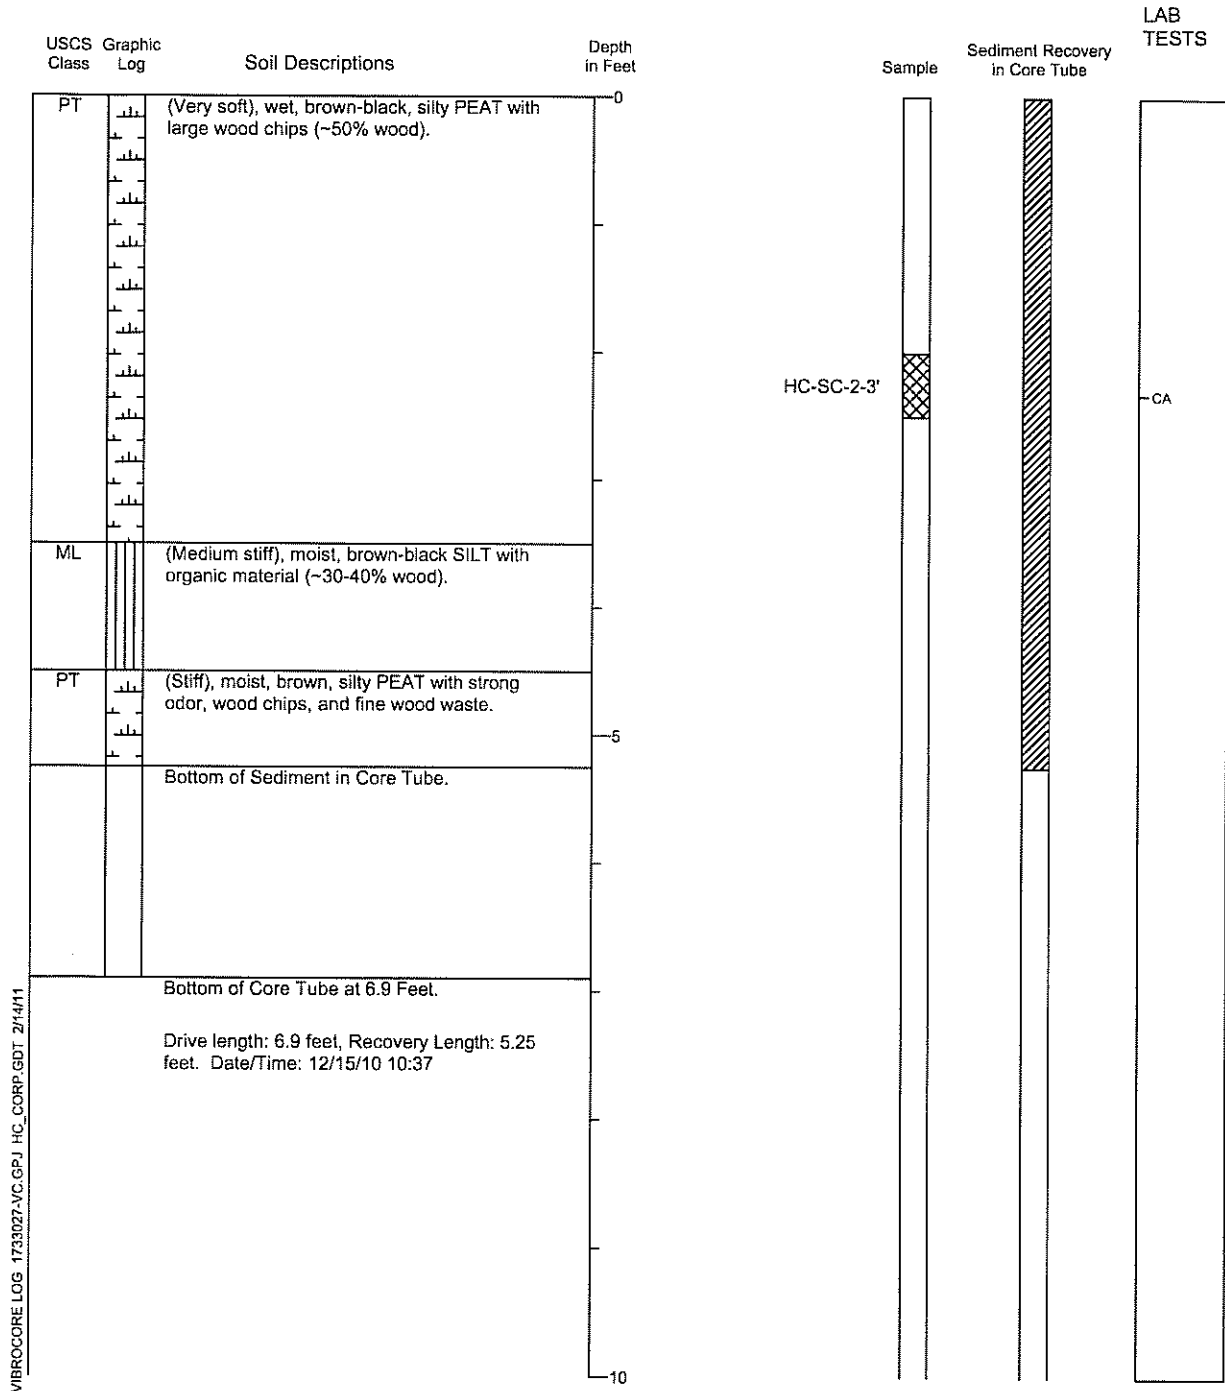 LAB
TESTS
USCS Graphic
Class Log
Soil Descriptions
Depth
in Feet
Sample
Sediment Recovery
in Core Tube
PT
(Very soft), wet, brown-black, silty PEAT with
large wood chips (~50% wood).
0
HC-SC-2-3'
CA
ML
(Medium stiff), moist, brown-black SILT with
organic material (~30-40% wood).
PT
(Stiff), moist, brown, silty PEAT with strong
odor, wood chips, and fine wood waste.
5
Bottom of Sediment in Core Tube.
Bottom of Core Tube at 6.9 Feet.
Drive length: 6.9 feet, Recovery Length: 5.25
feet. Date/Time: 12/15/10 10:37
10
VIBROCORE LOG 1733027-VC.GPJ HC_CORP.GDT 2/14/11